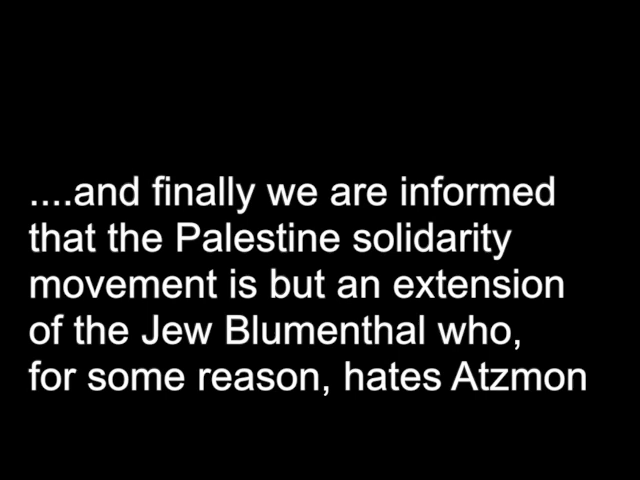 ....and finally we are informed
that the Palestine solidarity
movement is but an extension
of the Jew Blumenthal who,
for some reason, hates Atzmon